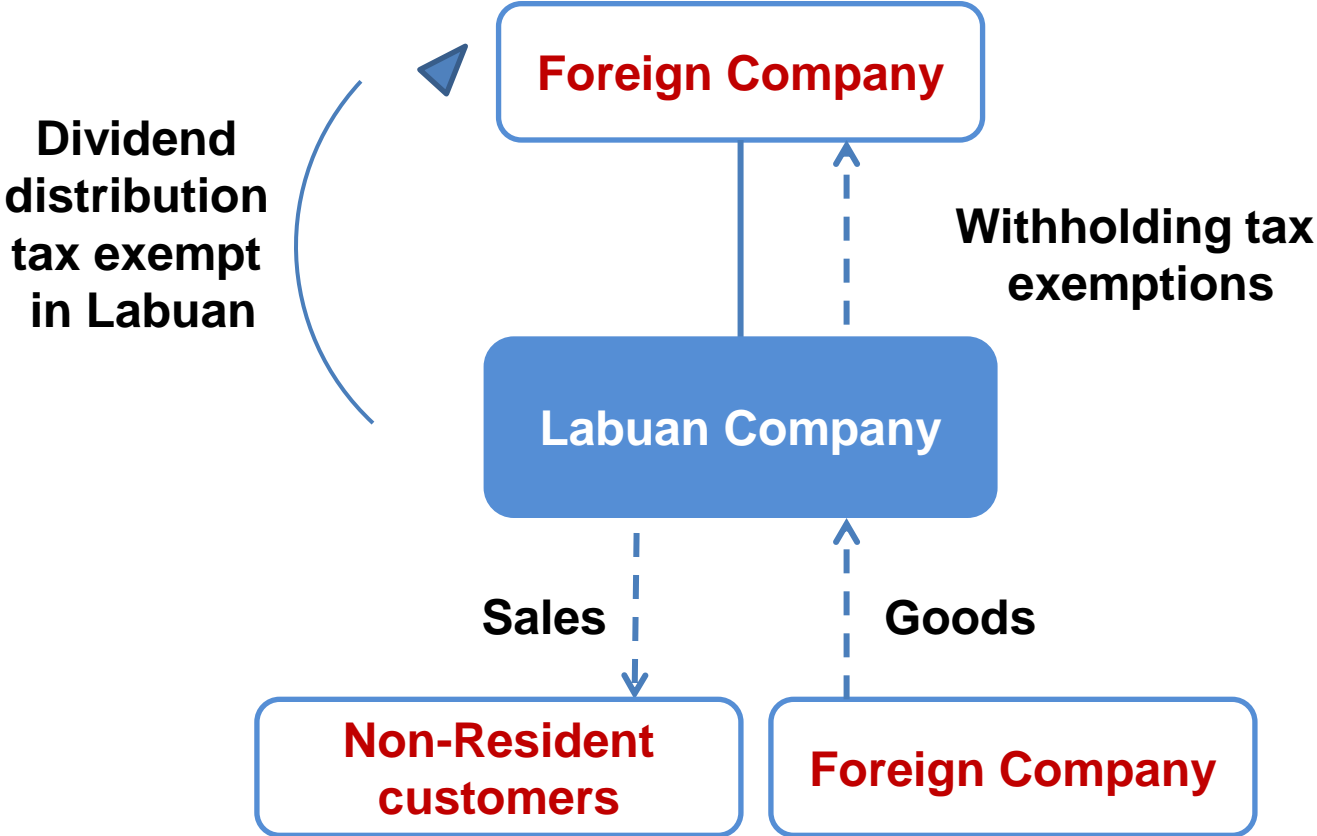 Foreign Company
Dividend
distribution
tax exempt
in Labuan
Withholding tax
exemptions
Labuan Company
Sales
Goods
Non-Resident
customers
Foreign Company